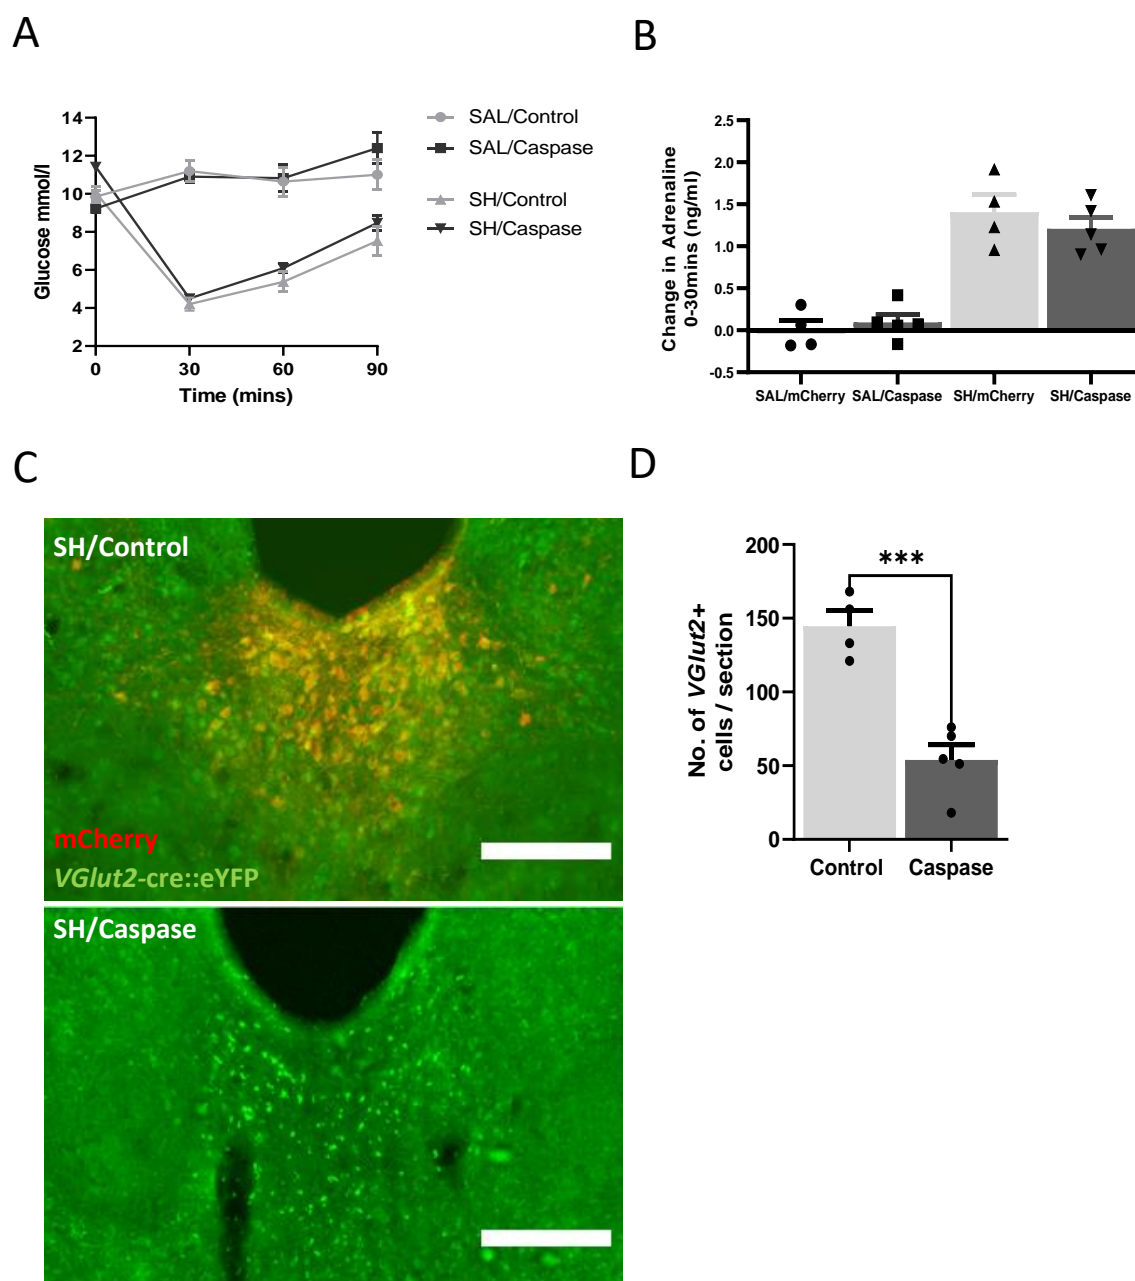 A
14
12
10
8
6
4
2
Glucose mmol/l
0
30
60
90
Time (mins)
SAL/Control
SAL/Caspase
SH/Control
SH/Caspase
B
2.5
2.0
1.5
1.0
0.5
0.0
-0.5
Change in Adrenaline
0-30mins (ng/ml)
SAL/mCherry
SAL/Caspase
SH/mCherry
SH/Caspase
C
SH/Control
mCherry
VGlut2-cre::eYFP
SH/Caspase
D
200
150
100
50
0
No. of VGlut2+
cells / section
***
Control
Caspase